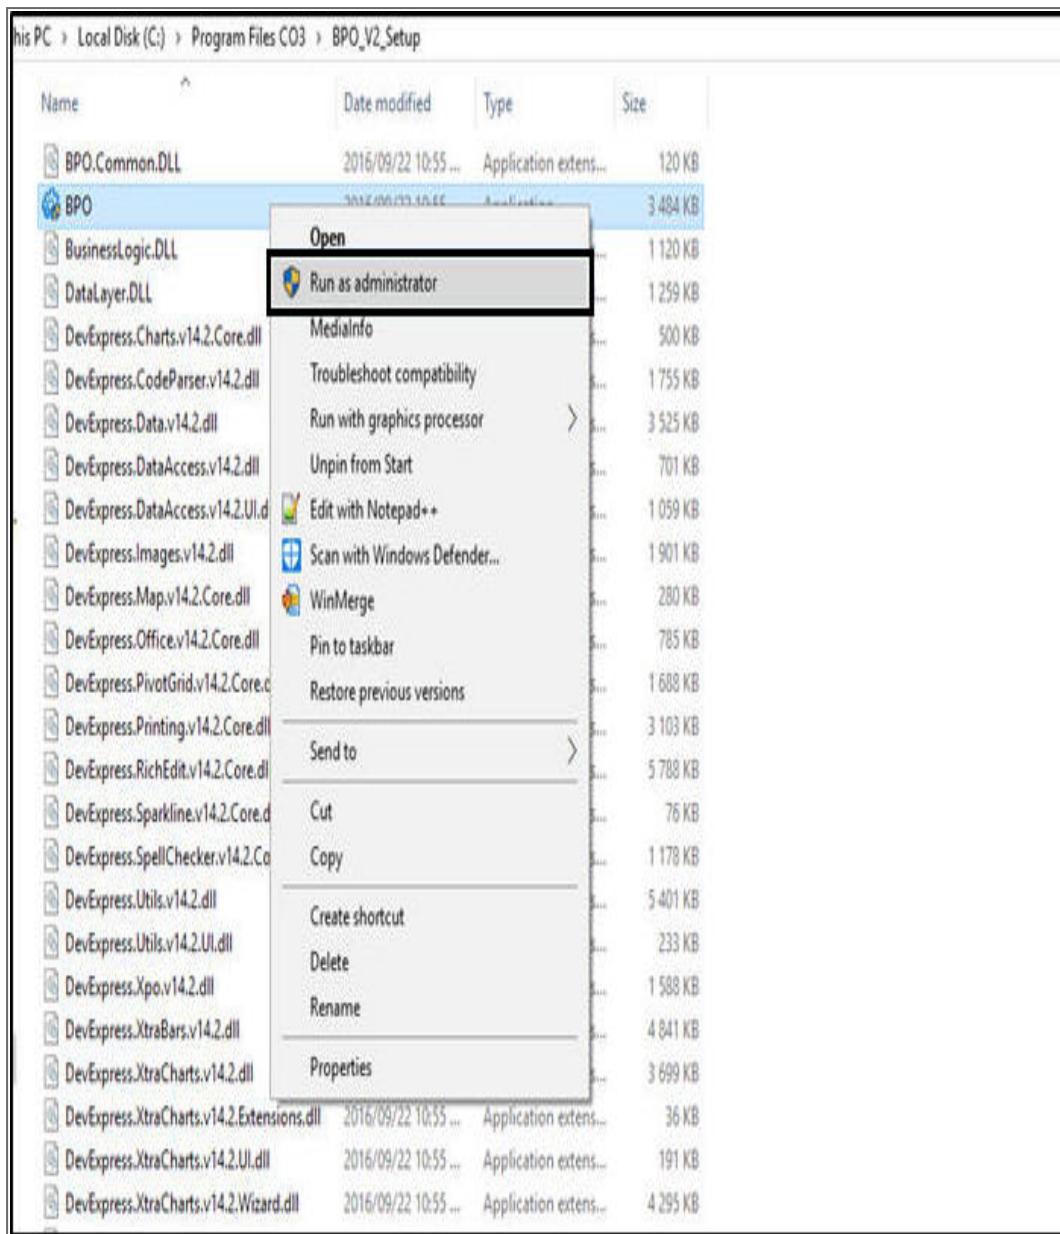 his PC › Local Disk (C:) › Program Files CO3 › BPO_V2_Setup
Name Date modified Type Size
BPO.Common.DLL 2016/09/22 10:55 ... Application extens... 120 KB
BPO 3 484 KB
Open
BusinessLogic.DLL 1 120 KB
Run as administrator
DataLayer.DLL 1 259 KB
MediaInfo
DevExpress.Charts.v14.2.Core.dll 500 KB
Troubleshoot compatibility
DevExpress.CodeParser.v14.2.dll 1 755 KB
Run with graphics processor
DevExpress.Data.v14.2.dll 3 525 KB
Unpin from Start
DevExpress.DataAccess.v14.2.dll 701 KB
Edit with Notepad++
DevExpress.DataAccess.v14.2.UI.d 1 059 KB
Scan with Windows Defender...
DevExpress.Images.v14.2.dll 1 901 KB
WinMerge
DevExpress.Map.v14.2.Core.dll 280 KB
Pin to taskbar
DevExpress.Office.v14.2.Core.dll 785 KB
Restore previous versions
DevExpress.PivotGrid.v14.2.Core.d 1 688 KB
DevExpress.Printing.v14.2.Core.dll 3 103 KB
Send to
DevExpress.RichEdit.v14.2.Core.dl 5 788 KB
Cut
DevExpress.Sparkline.v14.2.Core.d 76 KB
Copy
DevExpress.SpellChecker.v14.2.Co 1 178 KB
DevExpress.Utils.v14.2.dll 5 401 KB
Create shortcut
DevExpress.Utils.v14.2.UI.dll 233 KB
Delete
DevExpress.Xpo.v14.2.dll 1 588 KB
Rename
DevExpress.XtraBars.v14.2.dll 4 841 KB
Properties
DevExpress.XtraCharts.v14.2.dll 3 699 KB
DevExpress.XtraCharts.v14.2.Extensions.dll 2016/09/22 10:55 ... Application extens... 36 KB
DevExpress.XtraCharts.v14.2.UI.dll 2016/09/22 10:55 ... Application extens... 191 KB
DevExpress.XtraCharts.v14.2.Wizard.dll 2016/09/22 10:55 ... Application extens... 4 295 KB